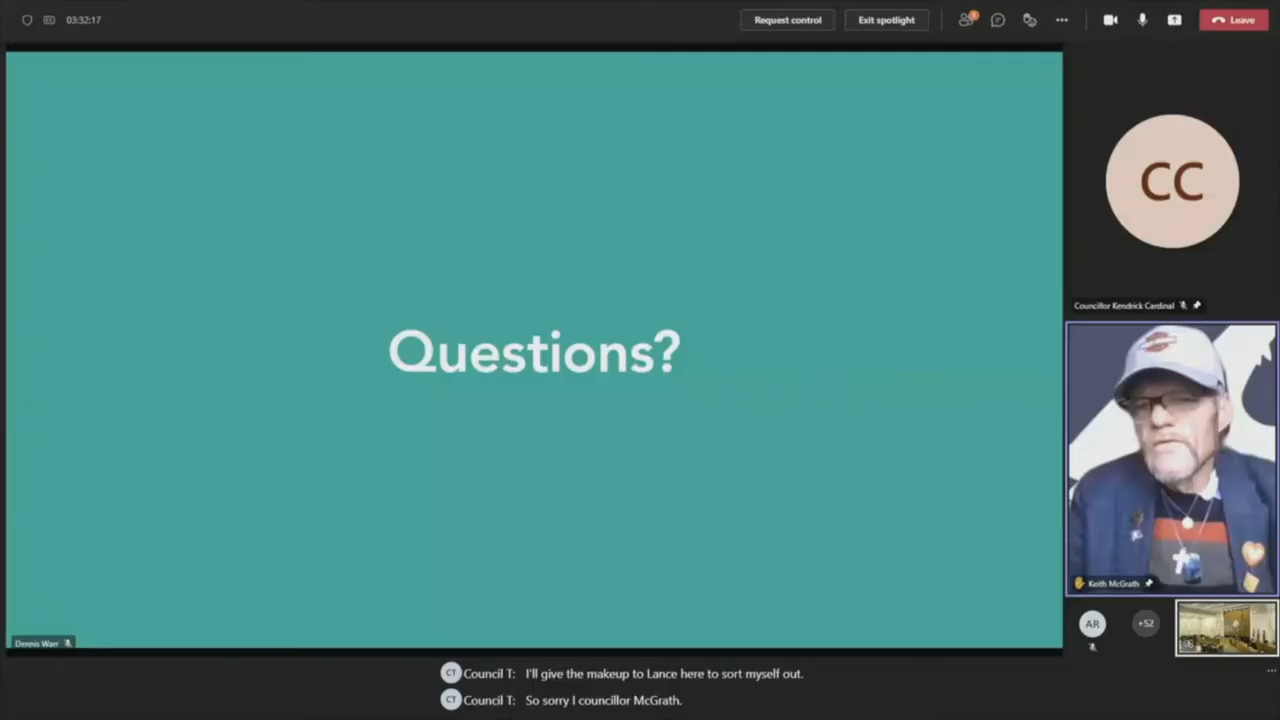 03:32:17
Request control
Exit spotlight
Leave
Questions?
CC
Councillor Kendrick Cardinal
Keith McGrath
AR
+52
Dennis Warr
CT Council T: I'll give the makeup to Lance here to sort myself out.
CT Council T: So sorry I councillor McGrath.